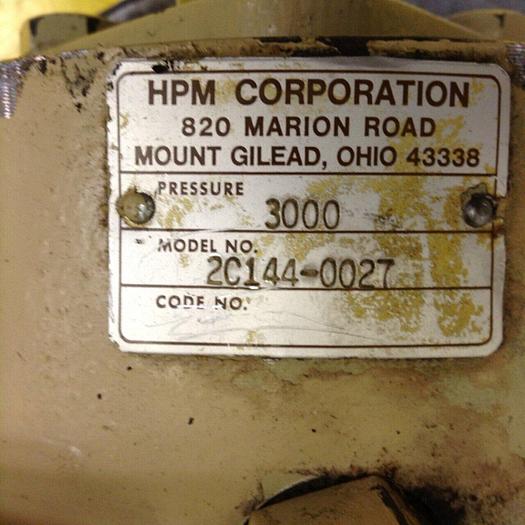 HPM CORPORATION
820 MARION ROAD
MOUNT GILEAD, OHIO 43338
PRESSURE
3000
MODEL NO.
2C144-0027
CODE NO.